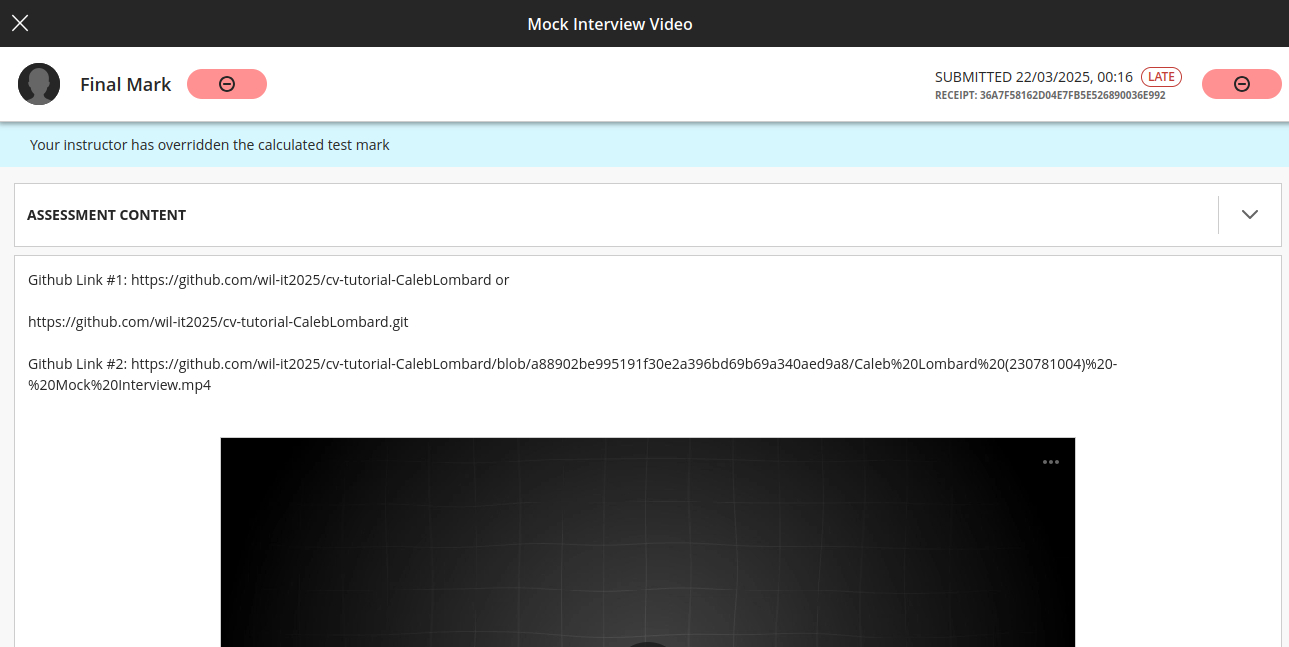 Mock Interview Video
Final Mark
SUBMITTED 22/03/2025, 00:16 LATE
RECEIPT: 36A7F58162D04E7FB5E526890036E992
Your instructor has overridden the calculated test mark
ASSESSMENT CONTENT
Github Link #1: https://github.com/wil-it2025/cv-tutorial-CalebLombard or
https://github.com/wil-it2025/cv-tutorial-CalebLombard.git
Github Link #2: https://github.com/wil-it2025/cv-tutorial-CalebLombard/blob/a88902be995191f30e2a396bd69b69a340aed9a8/Caleb%20Lombard%20(230781004)%20-
%20Mock%20Interview.mp4